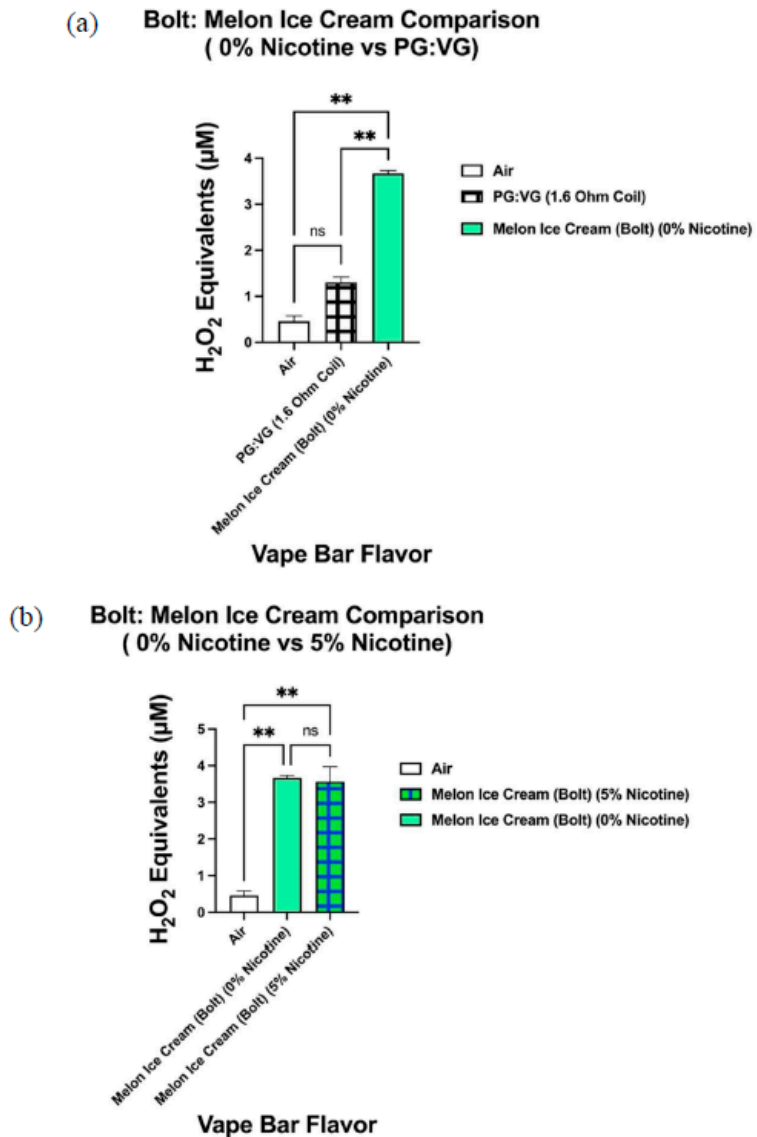 (a)
Bolt: Melon Ice Cream Comparison
( 0% Nicotine vs PG:VG)
**
**
ns
H₂O₂ Equivalents (µM)
4
3
2
1
0
Air
PG:VG (1.6 Ohm Coil)
Melon Ice Cream (Bolt) (0% Nicotine)
Air
PG:VG (1.6 Ohm Coil)
Melon Ice Cream (Bolt) (0% Nicotine)
Vape Bar Flavor
(b)
Bolt: Melon Ice Cream Comparison
( 0% Nicotine vs 5% Nicotine)
**
**
ns
H₂O₂ Equivalents (µM)
5
4
3
2
1
0
Air
Melon Ice Cream (Bolt) (5% Nicotine)
Melon Ice Cream (Bolt) (0% Nicotine)
Air
Melon Ice Cream (Bolt) (0% Nicotine)
Melon Ice Cream (Bolt) (5% Nicotine)
Vape Bar Flavor